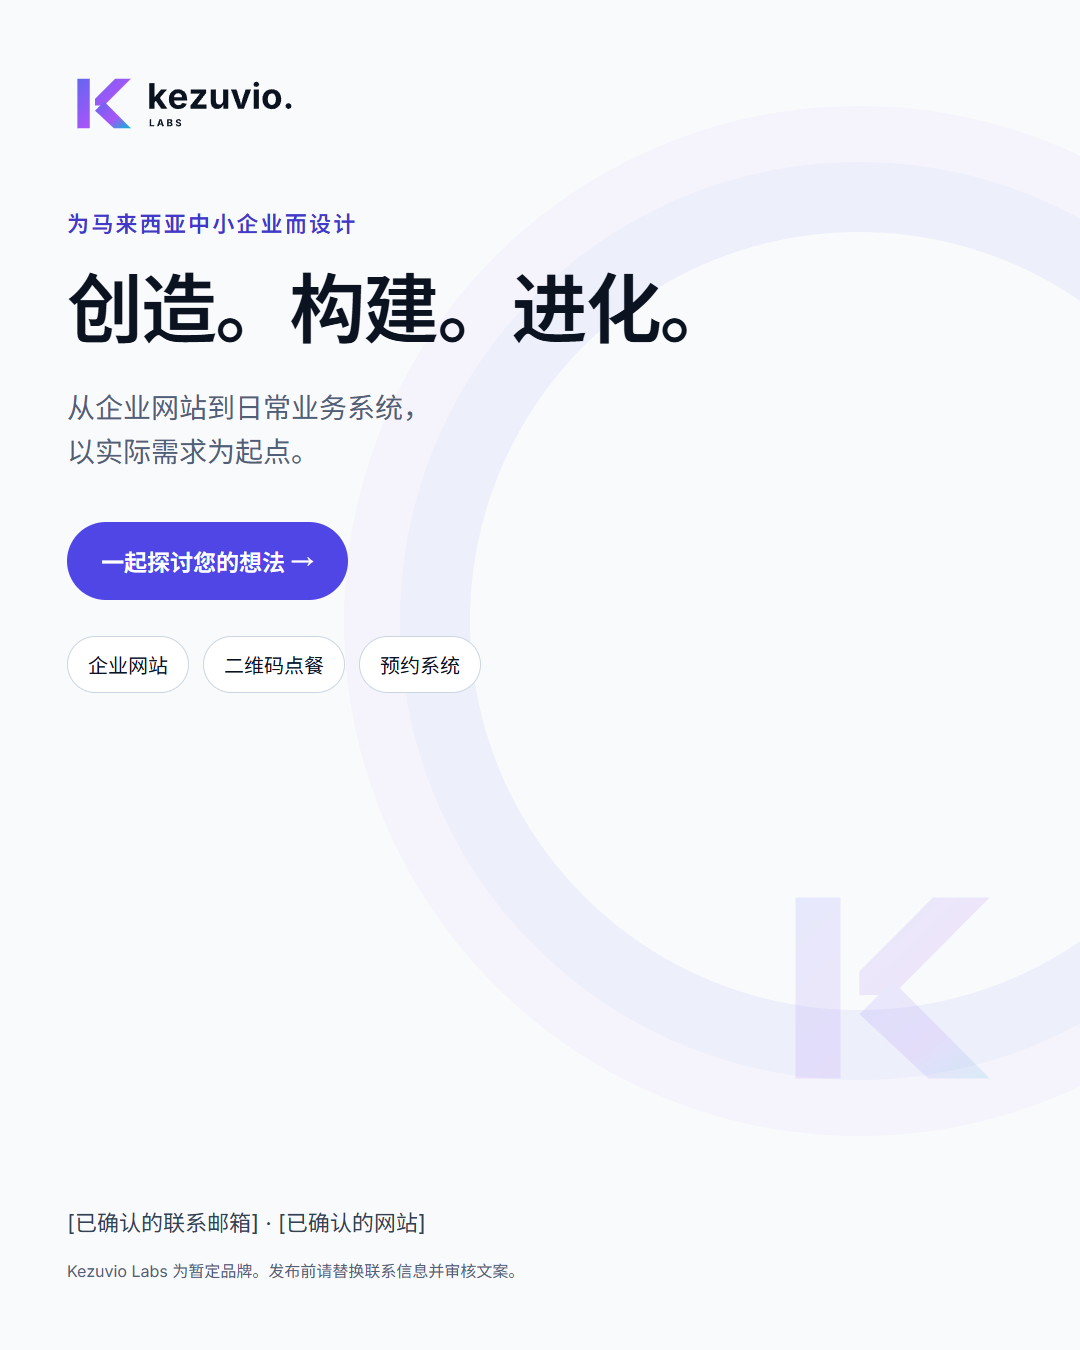 kezuvio.
LABS
为马来西亚中小企业而设计
创造。构建。进化。
从企业网站到日常业务系统，
以实际需求为起点。
一起探讨您的想法 →
企业网站
二维码点餐
预约系统
[已确认的联系邮箱] · [已确认的网站]
Kezuvio Labs 为暂定品牌。发布前请替换联系信息并审核文案。